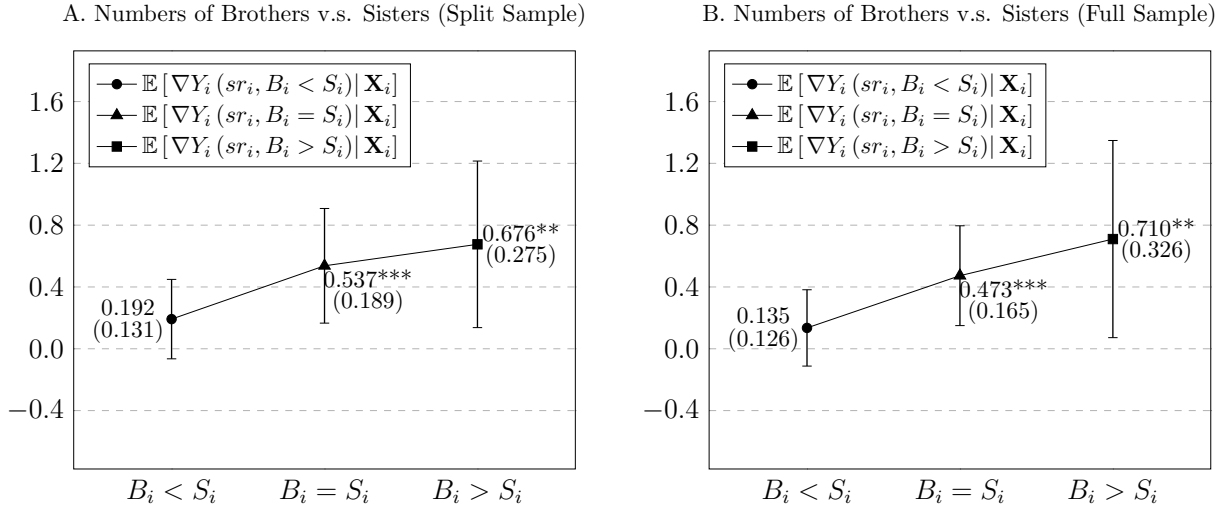 A. Numbers of Brothers v.s. Sisters (Split Sample)
𝔼 [∇Y_i (sr_i, B_i < S_i)| X_i]
𝔼 [∇Y_i (sr_i, B_i = S_i)| X_i]
𝔼 [∇Y_i (sr_i, B_i > S_i)| X_i]
1.6
1.2
0.8
0.4
0.0
−0.4
0.192
(0.131)
0.537***
(0.189)
0.676**
(0.275)
B_i < S_i
B_i = S_i
B_i > S_i
B. Numbers of Brothers v.s. Sisters (Full Sample)
𝔼 [∇Y_i (sr_i, B_i < S_i)| X_i]
𝔼 [∇Y_i (sr_i, B_i = S_i)| X_i]
𝔼 [∇Y_i (sr_i, B_i > S_i)| X_i]
1.6
1.2
0.8
0.4
0.0
−0.4
0.135
(0.126)
0.473***
(0.165)
0.710**
(0.326)
B_i < S_i
B_i = S_i
B_i > S_i